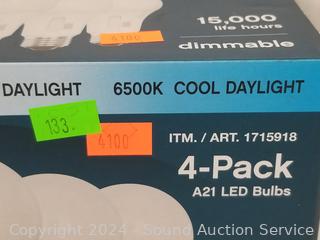 15,000
life hours
4100
dimmable
DAYLIGHT 6500K COOL DAYLIGHT
133.
4100
ITM. / ART. 1715918
4-Pack
A21 LED Bulbs
Copyright 2024 - Sound Auction Service